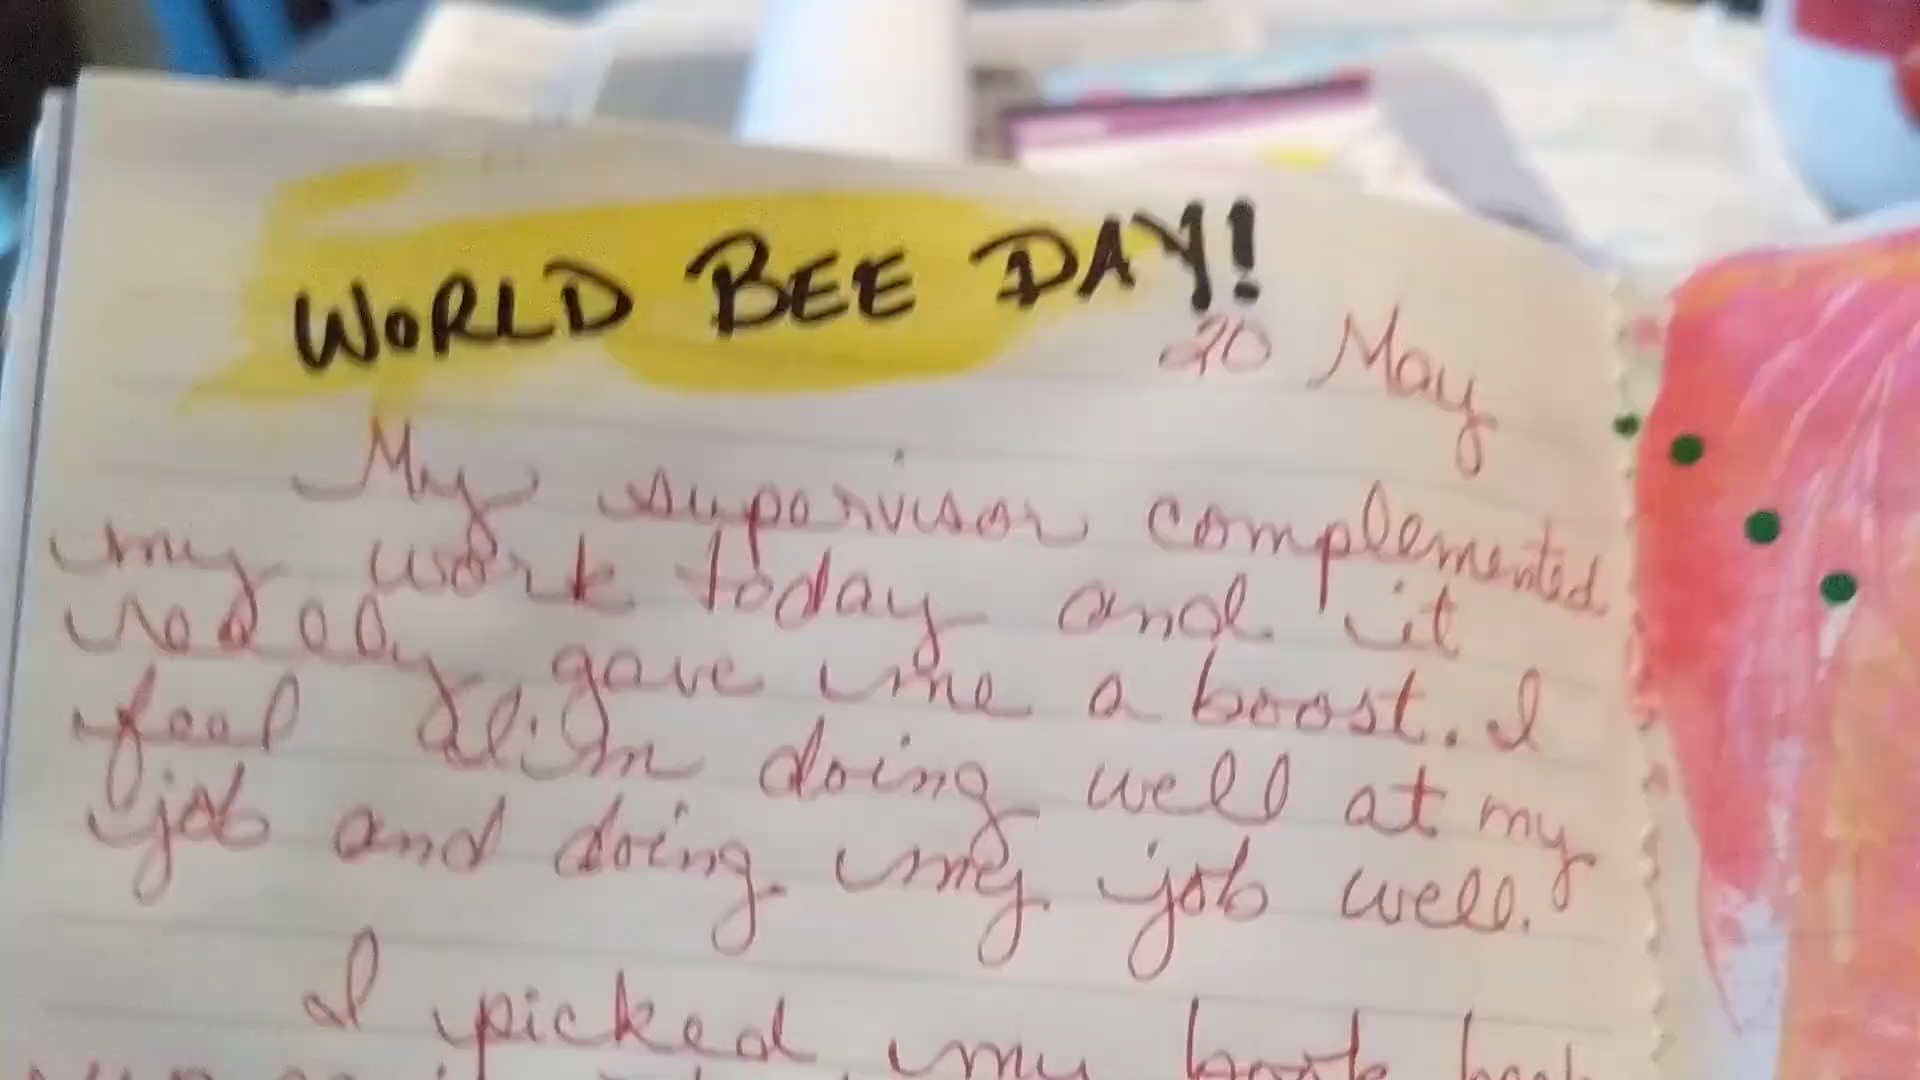 WORLD BEE DAY!
20 May
My supervisor complemented
my work today and it
really gave me a boost. I
feel I'm doing well at my
job and doing my job well.
I picked my book back